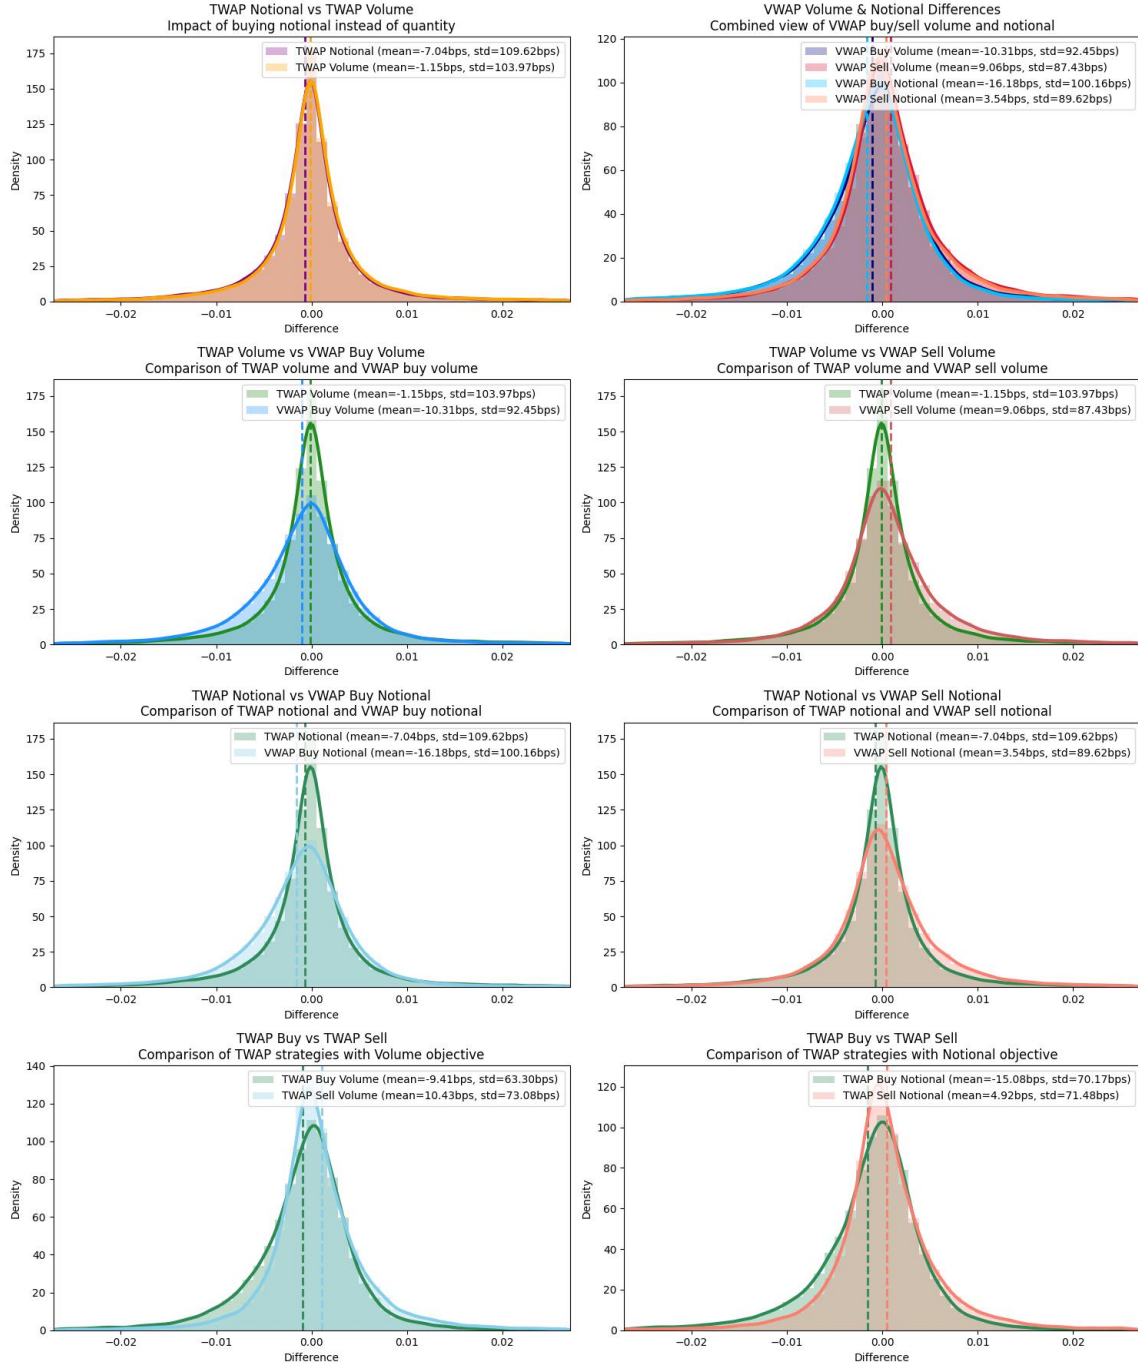 TWAP Notional vs TWAP Volume
Impact of buying notional instead of quantity
TWAP Notional (mean=-7.04bps, std=109.62bps)
TWAP Volume (mean=-1.15bps, std=103.97bps)
175
150
125
100
75
50
25
0
Density
−0.02
−0.01
0.00
0.01
0.02
Difference
VWAP Volume & Notional Differences
Combined view of VWAP buy/sell volume and notional
VWAP Buy Volume (mean=-10.31bps, std=92.45bps)
VWAP Sell Volume (mean=9.06bps, std=87.43bps)
VWAP Buy Notional (mean=-16.18bps, std=100.16bps)
VWAP Sell Notional (mean=3.54bps, std=89.62bps)
120
100
80
60
40
20
0
Density
−0.02
−0.01
0.00
0.01
0.02
Difference
TWAP Volume vs VWAP Buy Volume
Comparison of TWAP volume and VWAP buy volume
TWAP Volume (mean=-1.15bps, std=103.97bps)
VWAP Buy Volume (mean=-10.31bps, std=92.45bps)
175
150
125
100
75
50
25
0
Density
−0.02
−0.01
0.00
0.01
0.02
Difference
TWAP Volume vs VWAP Sell Volume
Comparison of TWAP volume and VWAP sell volume
TWAP Volume (mean=-1.15bps, std=103.97bps)
VWAP Sell Volume (mean=9.06bps, std=87.43bps)
175
150
125
100
75
50
25
0
Density
−0.02
−0.01
0.00
0.01
0.02
Difference
TWAP Notional vs VWAP Buy Notional
Comparison of TWAP notional and VWAP buy notional
TWAP Notional (mean=-7.04bps, std=109.62bps)
VWAP Buy Notional (mean=-16.18bps, std=100.16bps)
175
150
125
100
75
50
25
0
Density
−0.02
−0.01
0.00
0.01
0.02
Difference
TWAP Notional vs VWAP Sell Notional
Comparison of TWAP notional and VWAP sell notional
TWAP Notional (mean=-7.04bps, std=109.62bps)
VWAP Sell Notional (mean=3.54bps, std=89.62bps)
175
150
125
100
75
50
25
0
Density
−0.02
−0.01
0.00
0.01
0.02
Difference
TWAP Buy vs TWAP Sell
Comparison of TWAP strategies with Volume objective
TWAP Buy Volume (mean=-9.41bps, std=63.30bps)
TWAP Sell Volume (mean=10.43bps, std=73.08bps)
140
120
100
80
60
40
20
0
Density
−0.02
−0.01
0.00
0.01
0.02
Difference
TWAP Buy vs TWAP Sell
Comparison of TWAP strategies with Notional objective
TWAP Buy Notional (mean=-15.08bps, std=70.17bps)
TWAP Sell Notional (mean=4.92bps, std=71.48bps)
120
100
80
60
40
20
0
Density
−0.02
−0.01
0.00
0.01
0.02
Difference